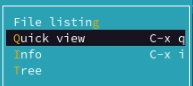 File listing
Quick view C-x q
Info C-x i
Tree